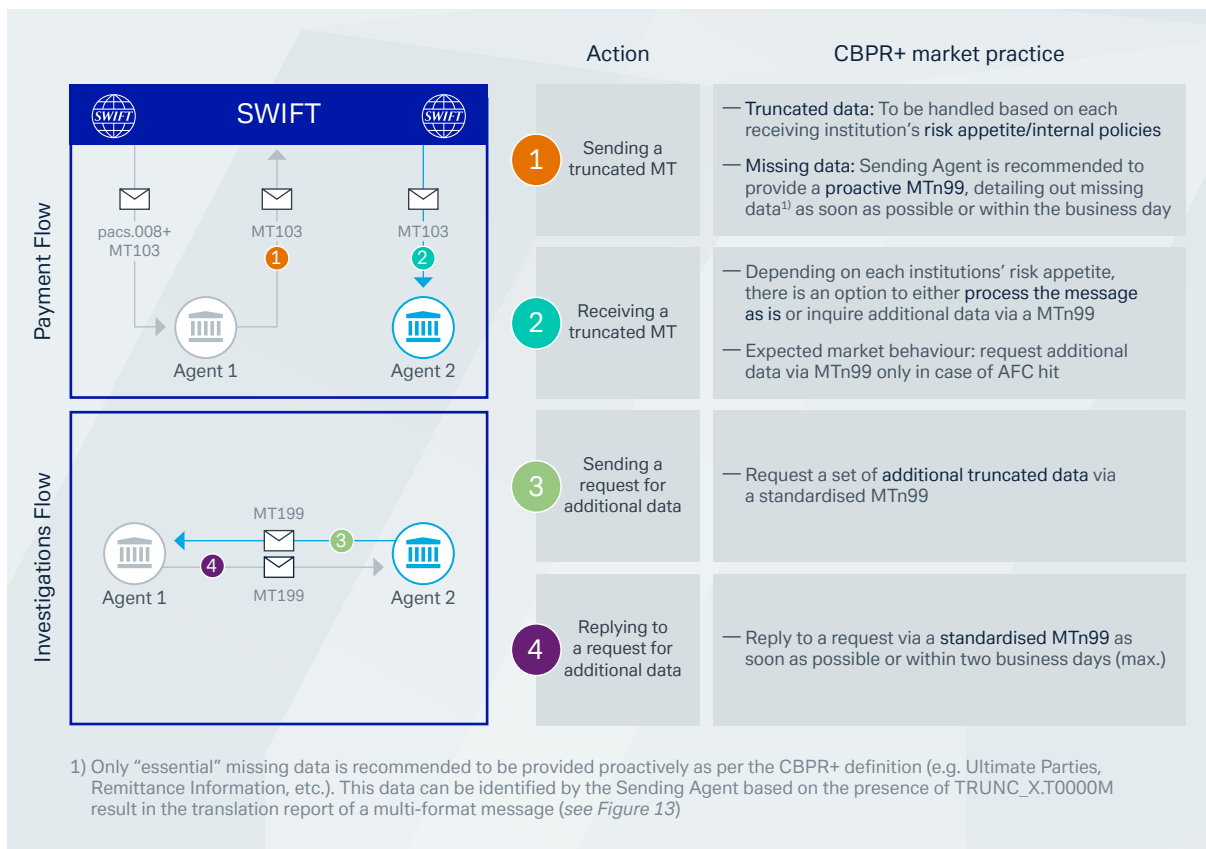 Action
CBPR+ market practice
Payment Flow
SWIFT
SWIFT
SWIFT
pacs.008+
MT103
MT103
1
MT103
2
Agent 1
Agent 2
1
Sending a
truncated MT
— Truncated data: To be handled based on each
receiving institution’s risk appetite/internal policies
— Missing data: Sending Agent is recommended to
provide a proactive MTn99, detailing out missing
data1) as soon as possible or within the business day
2
Receiving a
truncated MT
— Depending on each institutions’ risk appetite,
there is an option to either process the message
as is or inquire additional data via a MTn99
— Expected market behaviour: request additional
data via MTn99 only in case of AFC hit
Investigations Flow
MT199
3
4
MT199
Agent 1
Agent 2
3
Sending a
request for
additional data
— Request a set of additional truncated data via
a standardised MTn99
4
Replying to
a request for
additional data
— Reply to a request via a standardised MTn99 as
soon as possible or within two business days (max.)
1) Only “essential” missing data is recommended to be provided proactively as per the CBPR+ definition (e.g. Ultimate Parties,
Remittance Information, etc.). This data can be identified by the Sending Agent based on the presence of TRUNC_X.T0000M
result in the translation report of a multi-format message (see Figure 13)